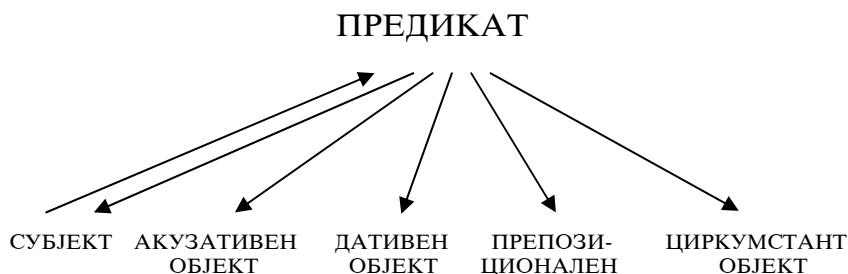 ПРЕДИКАТ
СУБЈЕКТ АКУЗАТИВЕН ДАТИВЕН ПРЕПОЗИ- ЦИРКУМСТАНТ
ОБЈЕКТ ОБЈЕКТ ЦИОНАЛЕН ОБЈЕКТ